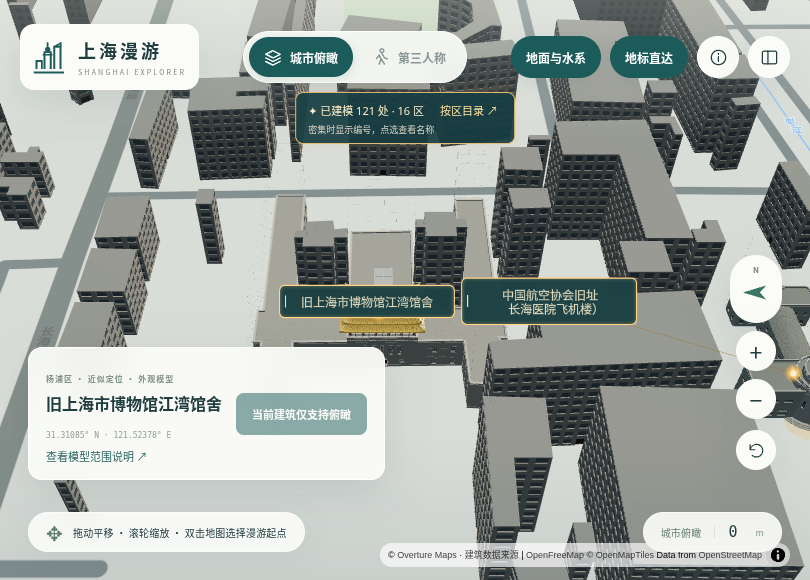 上海漫游
SHANGHAI EXPLORER
城市俯瞰
第三人称
地面与水系
地标直达
✦ 已建模 121 处 · 16 区 按区目录 ↗
密集时显示编号，点选查看名称
N
旧上海市博物馆江湾馆舍
中国航空协会旧址
长海医院飞机楼）
杨浦区 · 近似定位 · 外观模型
旧上海市博物馆江湾馆舍
当前建筑仅支持俯瞰
31.31085° N · 121.52378° E
查看模型范围说明 ↗
拖动平移 · 滚轮缩放 · 双击地图选择漫游起点
城市俯瞰 0 m
© Overture Maps · 建筑数据来源 | OpenFreeMap © OpenMapTiles Data from OpenStreetMap